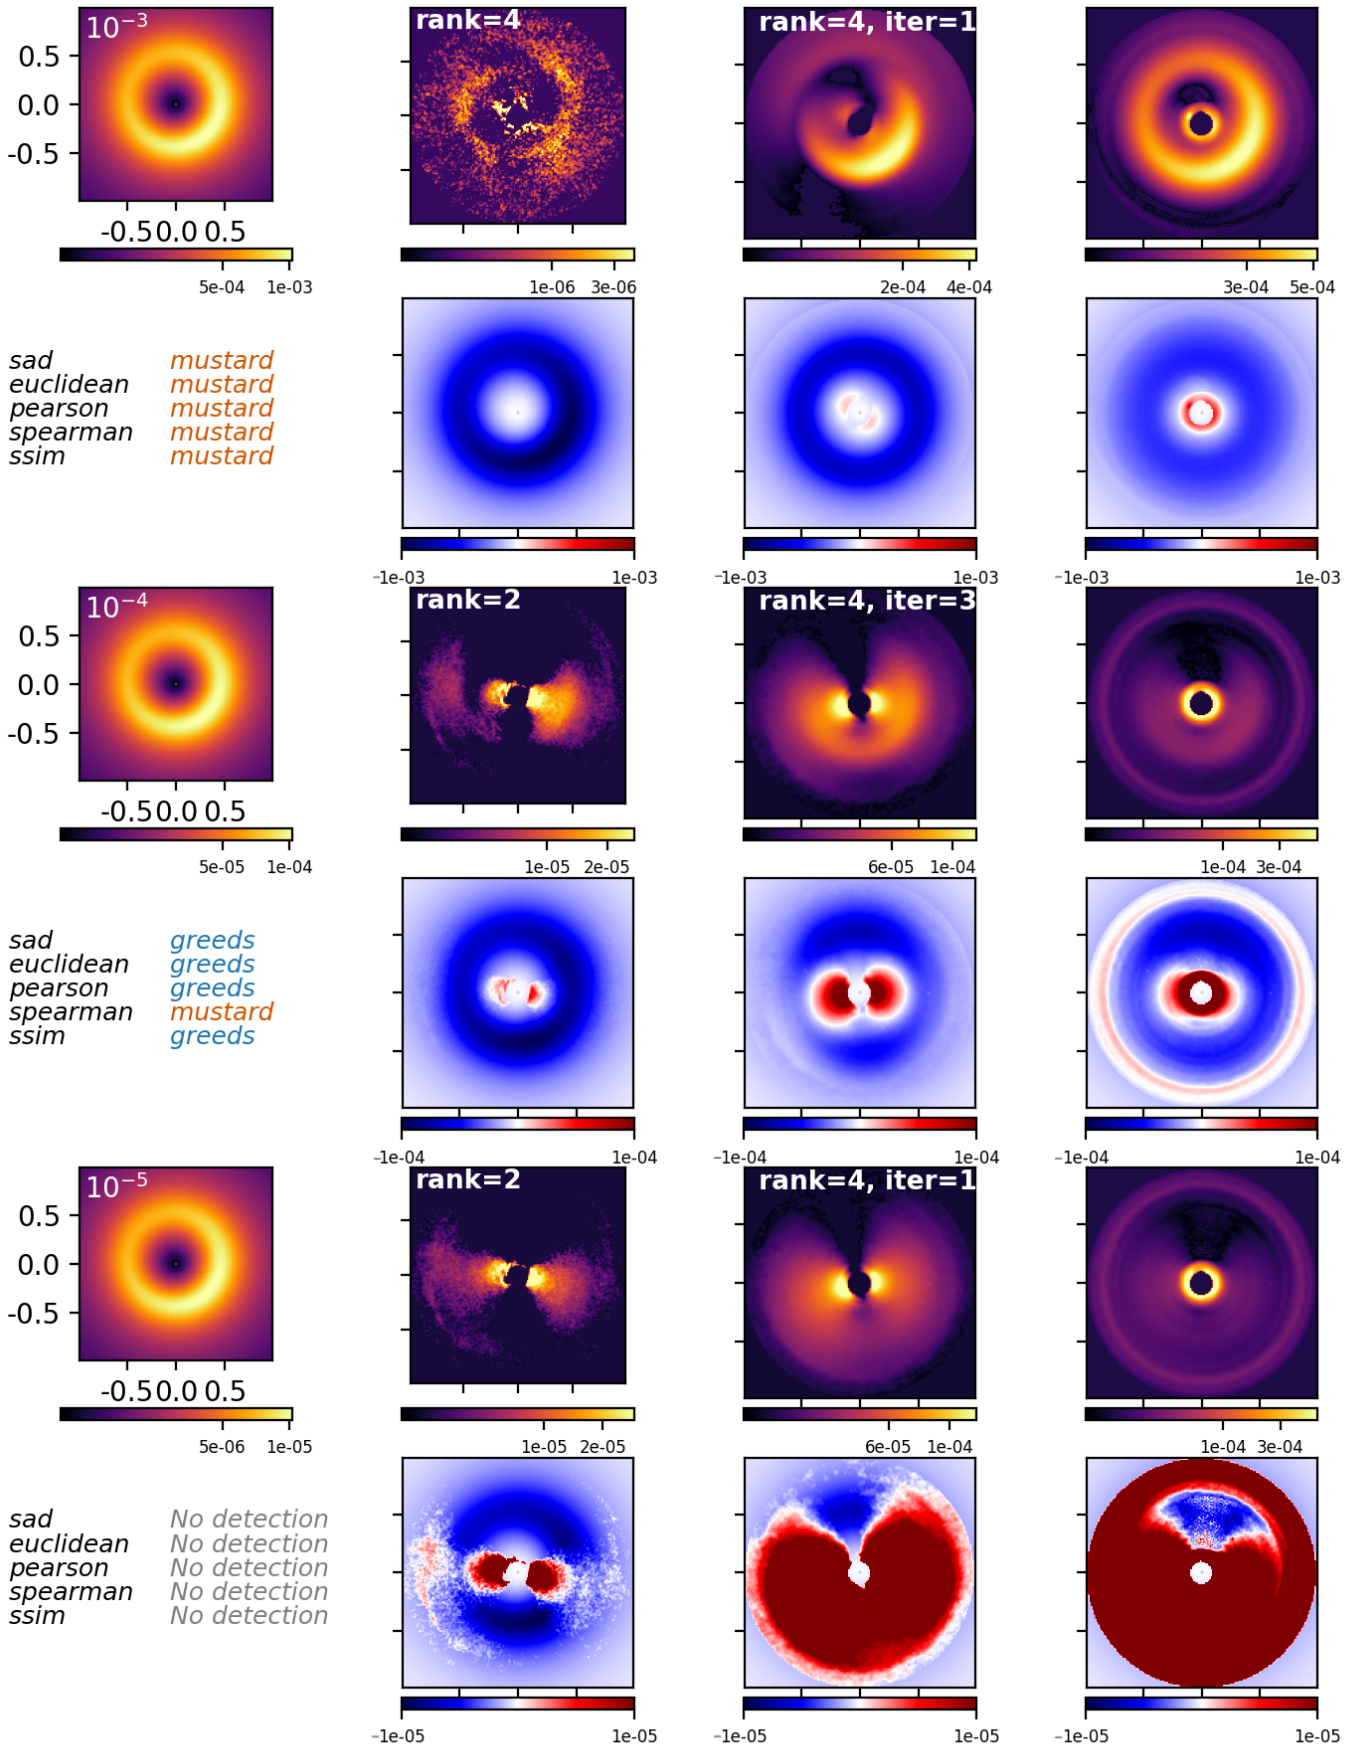 10−3
rank=4
rank=4, iter=1
0.5
0.0
-0.5
-0.5 0.0 0.5
5e-04 1e-03
1e-06 3e-06
2e-04 4e-04
3e-04 5e-04
sad mustard
euclidean mustard
pearson mustard
spearman mustard
ssim mustard
−1e-03 1e-03
−1e-03 1e-03
−1e-03 1e-03
10−4
rank=2
rank=4, iter=3
0.5
0.0
-0.5
-0.5 0.0 0.5
5e-05 1e-04
1e-05 2e-05
6e-05 1e-04
1e-04 3e-04
sad greeds
euclidean greeds
pearson greeds
spearman mustard
ssim greeds
−1e-04 1e-04
−1e-04 1e-04
−1e-04 1e-04
10−5
rank=2
rank=4, iter=1
0.5
0.0
-0.5
-0.5 0.0 0.5
5e-06 1e-05
1e-05 2e-05
6e-05 1e-04
1e-04 3e-04
sad No detection
euclidean No detection
pearson No detection
spearman No detection
ssim No detection
−1e-05 1e-05
−1e-05 1e-05
−1e-05 1e-05